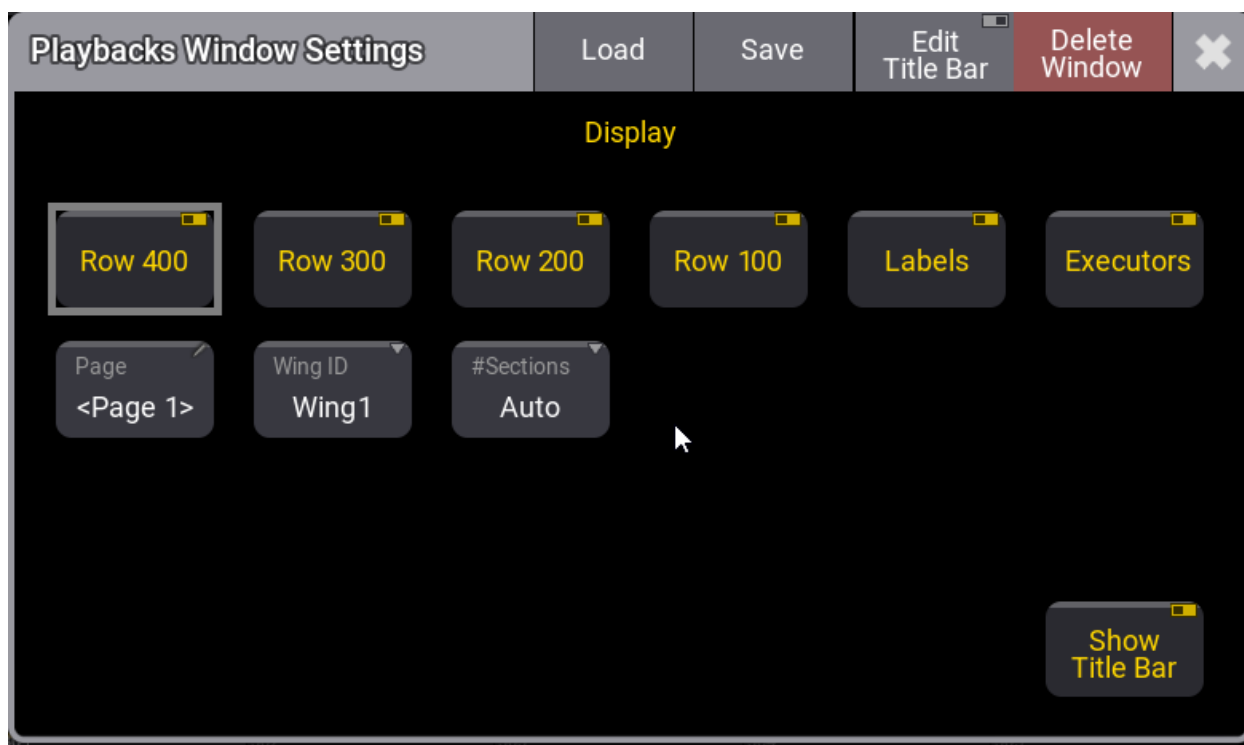 Playbacks Window Settings
Load
Save
Edit
Title Bar
Delete
Window
Display
Row 400
Row 300
Row 200
Row 100
Labels
Executors
Page
<Page 1>
Wing ID
Wing1
#Sections
Auto
Show
Title Bar